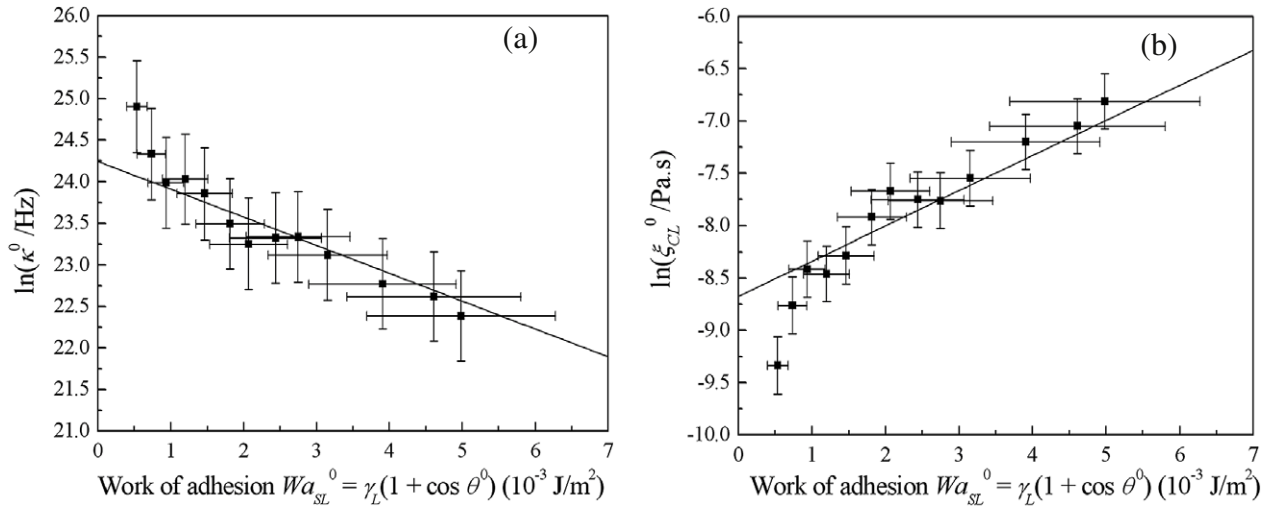 (a)
ln(κ⁰ /Hz)
26.0
25.5
25.0
24.5
24.0
23.5
23.0
22.5
22.0
21.5
21.0
0 1 2 3 4 5 6 7
Work of adhesion Wa_SL⁰ = γ_L(1 + cos θ⁰) (10⁻³ J/m²)
(b)
ln(ξ_CL⁰ /Pa.s)
-6.0
-6.5
-7.0
-7.5
-8.0
-8.5
-9.0
-9.5
-10.0
0 1 2 3 4 5 6 7
Work of adhesion Wa_SL⁰ = γ_L(1 + cos θ⁰) (10⁻³ J/m²)